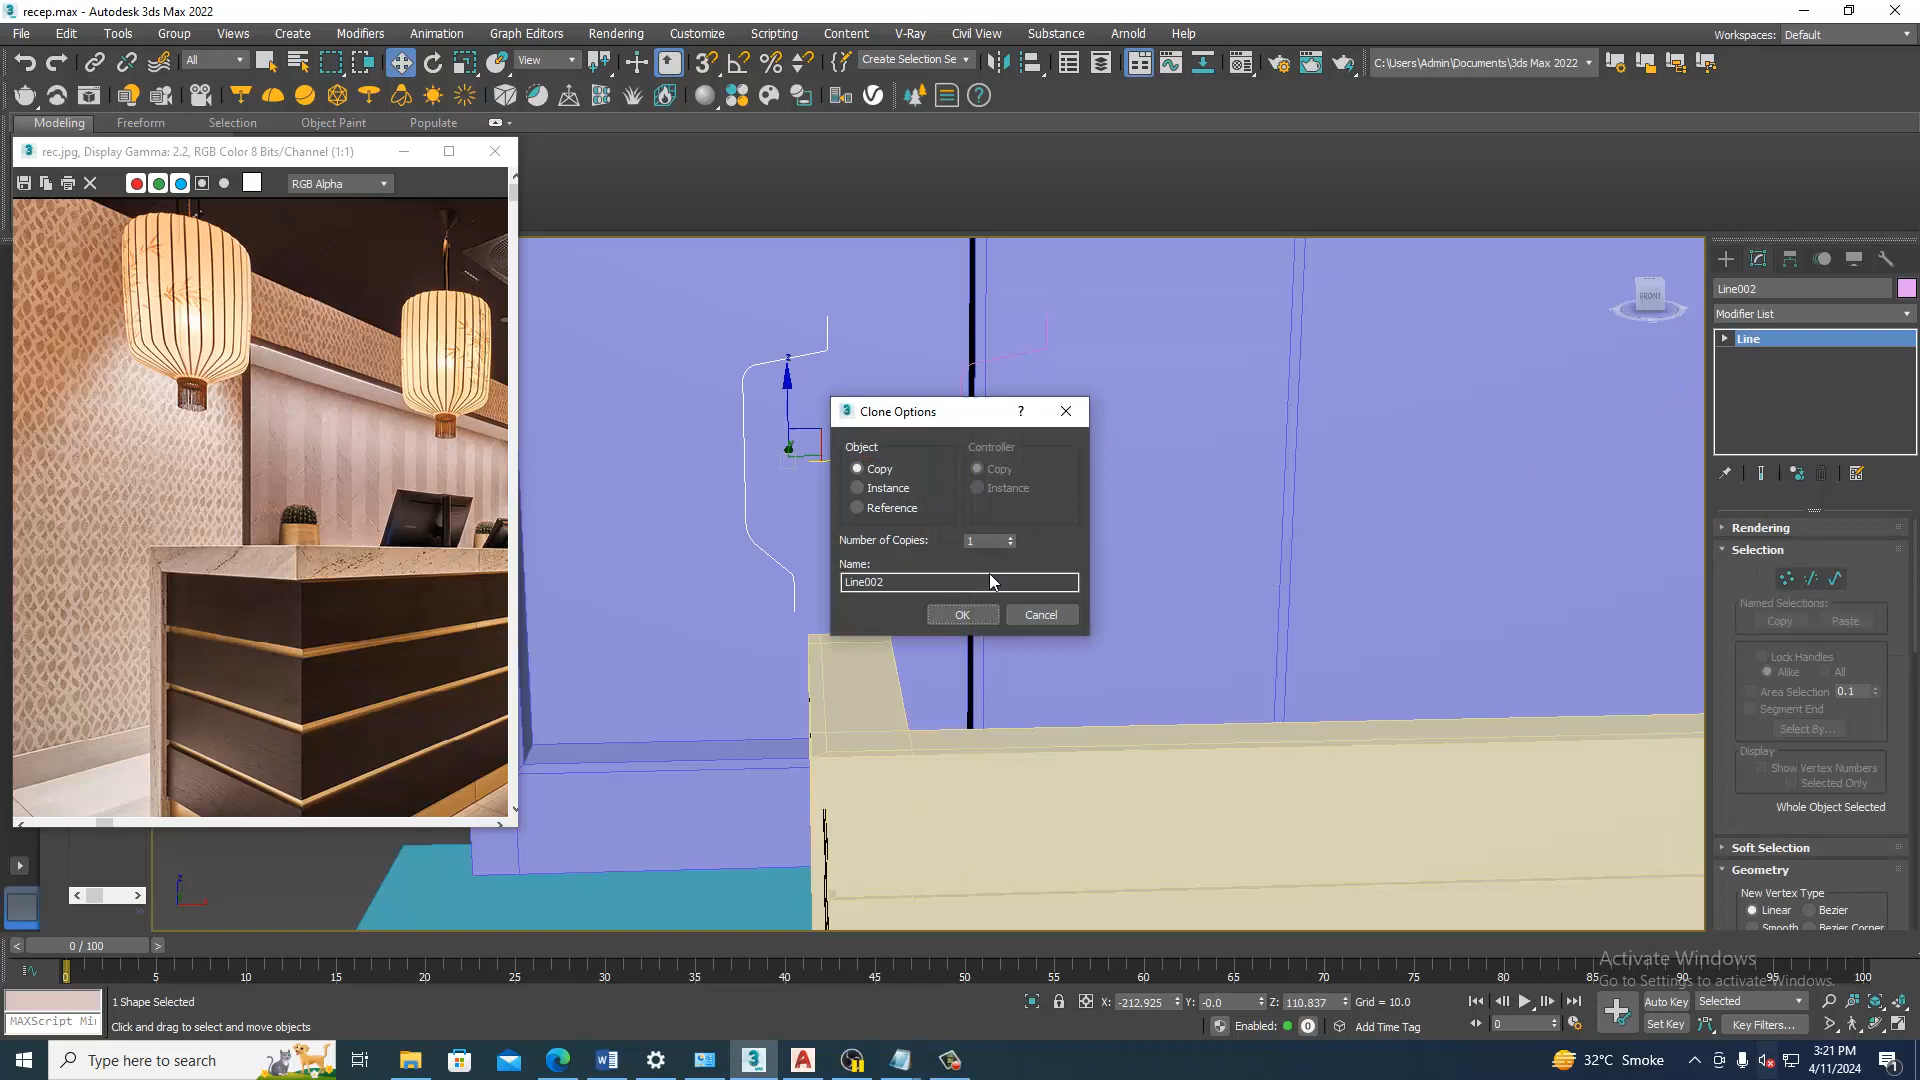 recep.max - Autodesk 3ds Max 2022
File Edit Tools Group Views Create Modifiers Animation Graph Editors Rendering Customize Scripting Content V-Ray Civil View Substance Arnold Help
Workspaces: Default
All View Create Selection Se C:\Users\Admin\Documents\3ds Max 2022
Modeling Freeform Selection Object Paint Populate
rec.jpg, Display Gamma: 2.2, RGB Color 8 Bits/Channel (1:1)
RGB Alpha
FRONT
Line002
Modifier List
Line
Clone Options
Object Controller
Copy Copy
Instance Instance
Reference
Number of Copies: 1
Name:
Line002
OK Cancel
Rendering
Selection
Named Selections:
Copy Paste
Lock Handles
Alike All
Area Selection 0.1
Segment End
Select By...
Display
Show Vertex Numbers
Selected Only
Whole Object Selected
Soft Selection
Geometry
New Vertex Type
Linear Bezier
Smooth Bezier Corner
z
z
0 / 100
0 5 10 15 20 25 30 35 40 45 50 55 60 65 70 75 80 85 90 95 100
Activate Windows
Go to Settings to activate Windows.
1 Shape Selected
Click and drag to select and move objects
MAXScript Mi
X: -212.925 Y: -0.0 Z: 110.837 Grid = 10.0
Enabled: 0 Add Time Tag
Auto Key Selected
0 Set Key Key Filters...
Type here to search
32°C Smoke
3:21 PM
4/11/2024
1